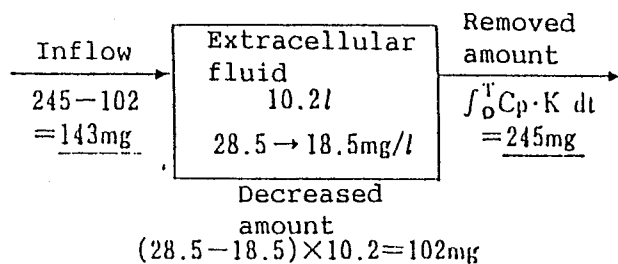 Inflow
245−102
=143mg
Extracellular
fluid
10.2l
28.5→18.5mg/l
Removed
amount
∫₀ᵀCp·K dt
=245mg
Decreased
amount
(28.5−18.5)×10.2=102mg